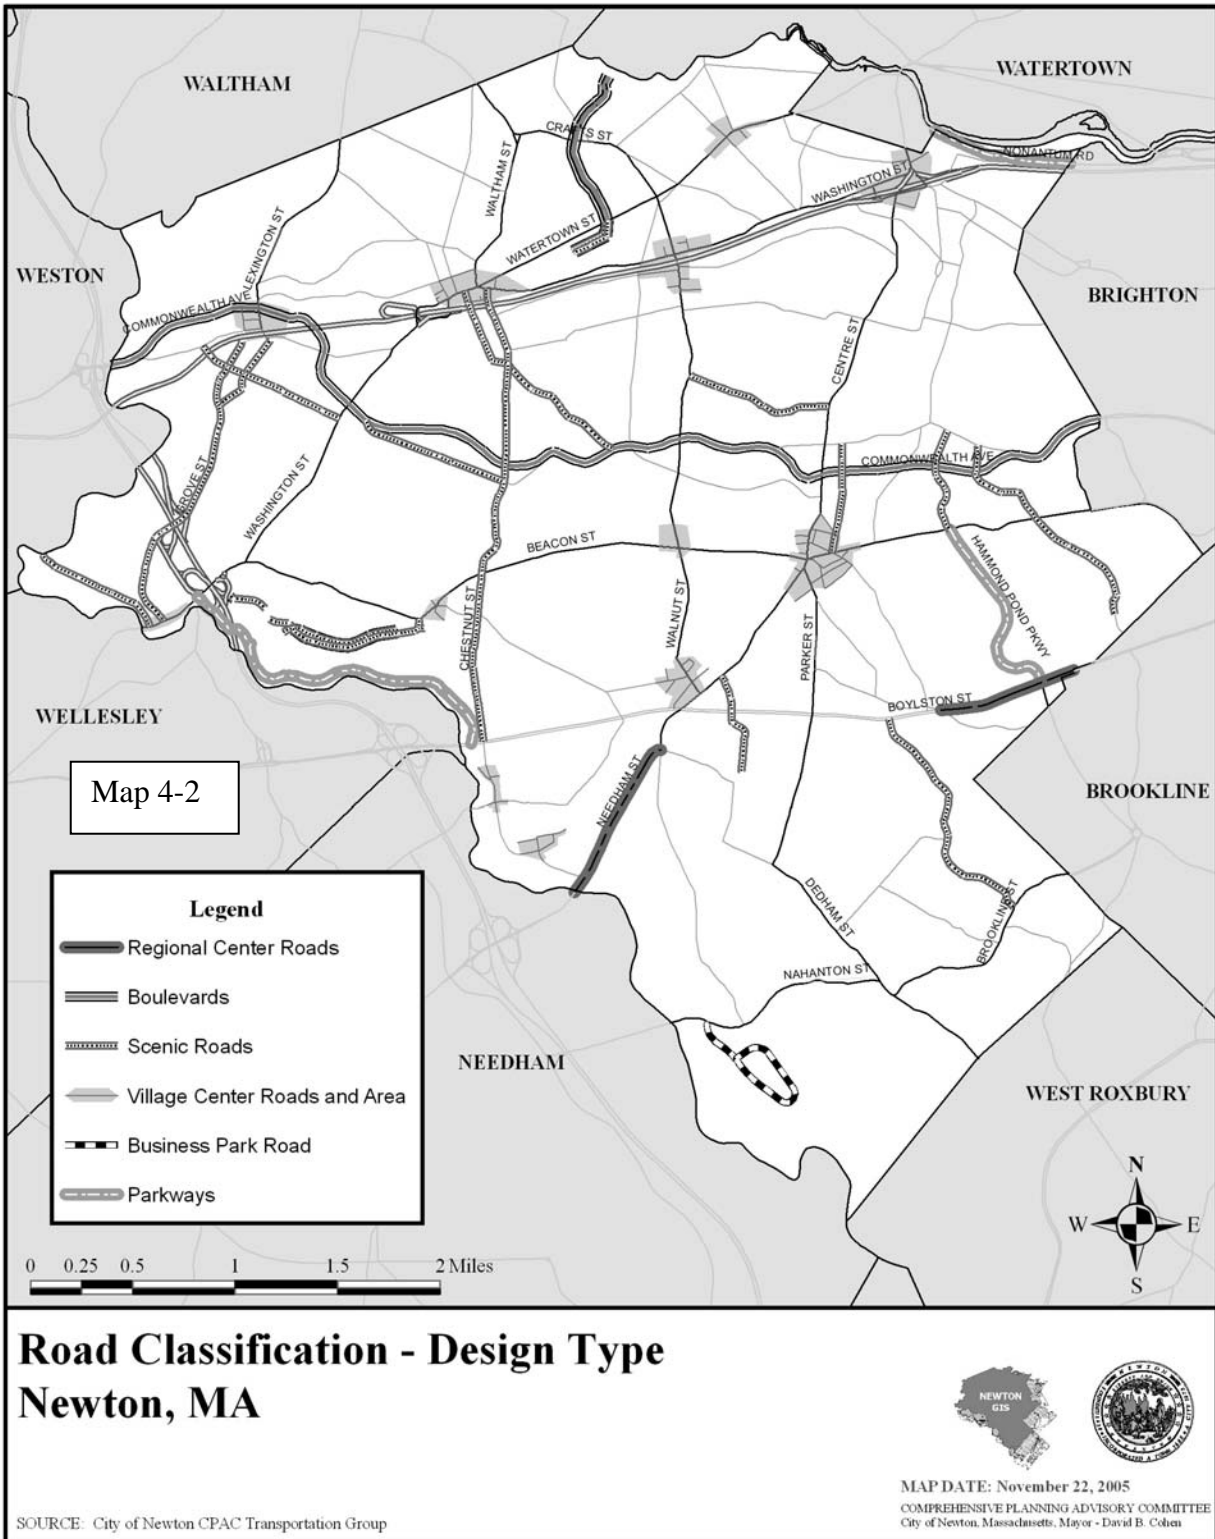 WALTHAM
WATERTOWN
CRAFTS ST
NONANTUM RD
WALTHAM ST
WASHINGTON ST
LEXINGTON ST
WATERTOWN ST
WESTON
BRIGHTON
COMMONWEALTH AVE
CENTRE ST
COMMONWEALTH AVE
GROVE ST
WASHINGTON ST
BEACON ST
HAMMOND POND PKWY
CHESTNUT ST
WALNUT ST
PARKER ST
WELLESLEY
BOYLSTON ST
Map 4-2
NEEDHAM ST
BROOKLINE
DEDHAM ST
BROOKLINE ST
NAHANTON ST
NEEDHAM
WEST ROXBURY
Legend
Regional Center Roads
Boulevards
Scenic Roads
Village Center Roads and Area
Business Park Road
Parkways
N
W E
S
0 0.25 0.5 1 1.5 2 Miles
Road Classification - Design Type
Newton, MA
NEWTON
GIS
MAP DATE: November 22, 2005
COMPREHENSIVE PLANNING ADVISORY COMMITTEE
City of Newton, Massachusetts, Mayor - David B. Cohen
SOURCE: City of Newton CPAC Transportation Group